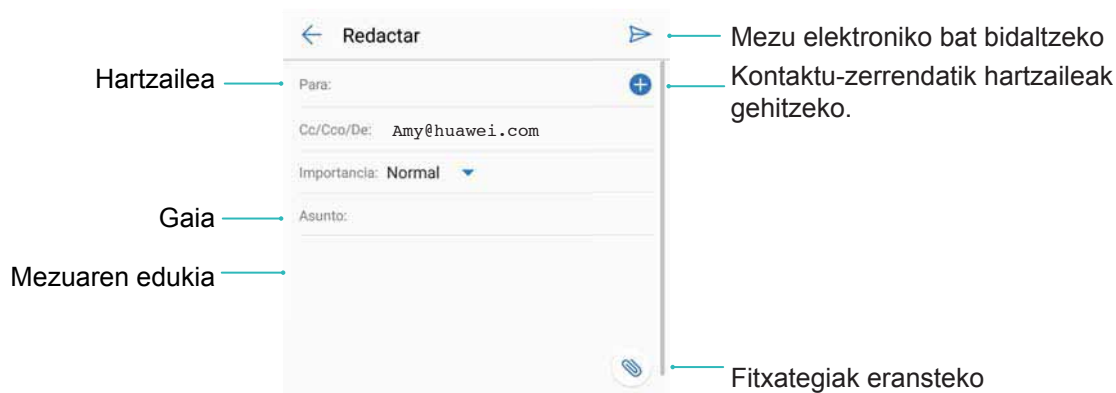 Redactar
Mezu elektroniko bat bidaltzeko
Hartzailea
Para:
Kontaktu-zerrendatik hartzaileak
gehitzeko.
Cc/Cco/De: Amy@huawei.com
Importancia: Normal
Gaia
Asunto:
Mezuaren edukia
Fitxategiak eransteko